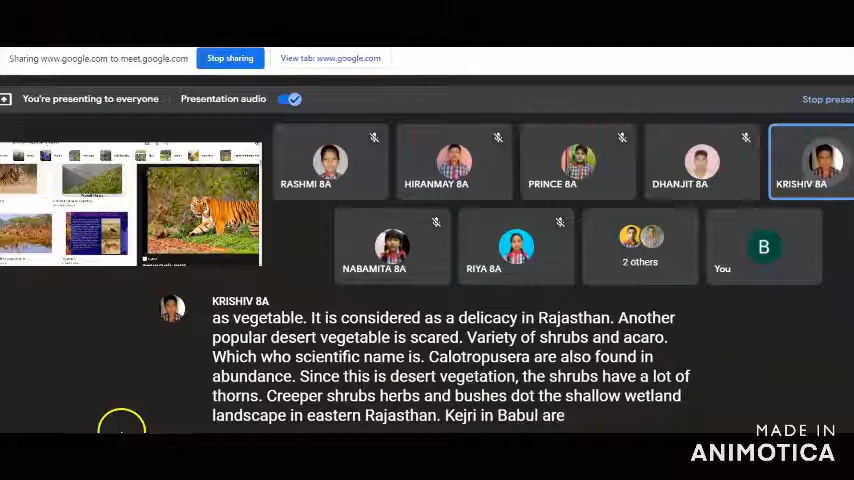 Sharing www.google.com to meet.google.com
Stop sharing
View tab: www.google.com
You're presenting to everyone
Presentation audio
Stop presen
RASHMI 8A
HIRANMAY 8A
PRINCE 8A
DHANJIT 8A
KRISHIV 8A
NABAMITA 8A
RIYA 8A
2 others
B
You
KRISHIV 8A
as vegetable. It is considered as a delicacy in Rajasthan. Another
popular desert vegetable is scared. Variety of shrubs and acaro.
Which who scientific name is. Calotropusera are also found in
abundance. Since this is desert vegetation, the shrubs have a lot of
thorns. Creeper shrubs herbs and bushes dot the shallow wetland
landscape in eastern Rajasthan. Kejri in Babul are
MADE IN
ANIMOTICA